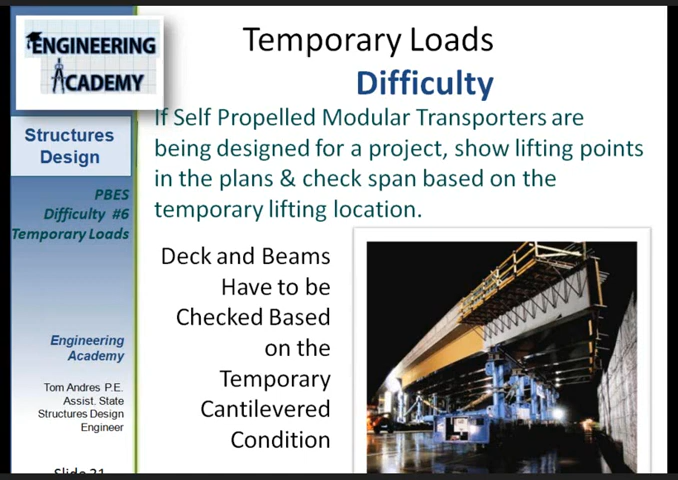 ENGINEERING
ACADEMY
Structures
Design
PBES
Difficulty #6
Temporary Loads
Engineering
Academy
Tom Andres P.E.
Assist. State
Structures Design
Engineer
Slide 21
Temporary Loads
Difficulty
If Self Propelled Modular Transporters are
being designed for a project, show lifting points
in the plans & check span based on the
temporary lifting location.
Deck and Beams
Have to be
Checked Based
on the
Temporary
Cantilevered
Condition